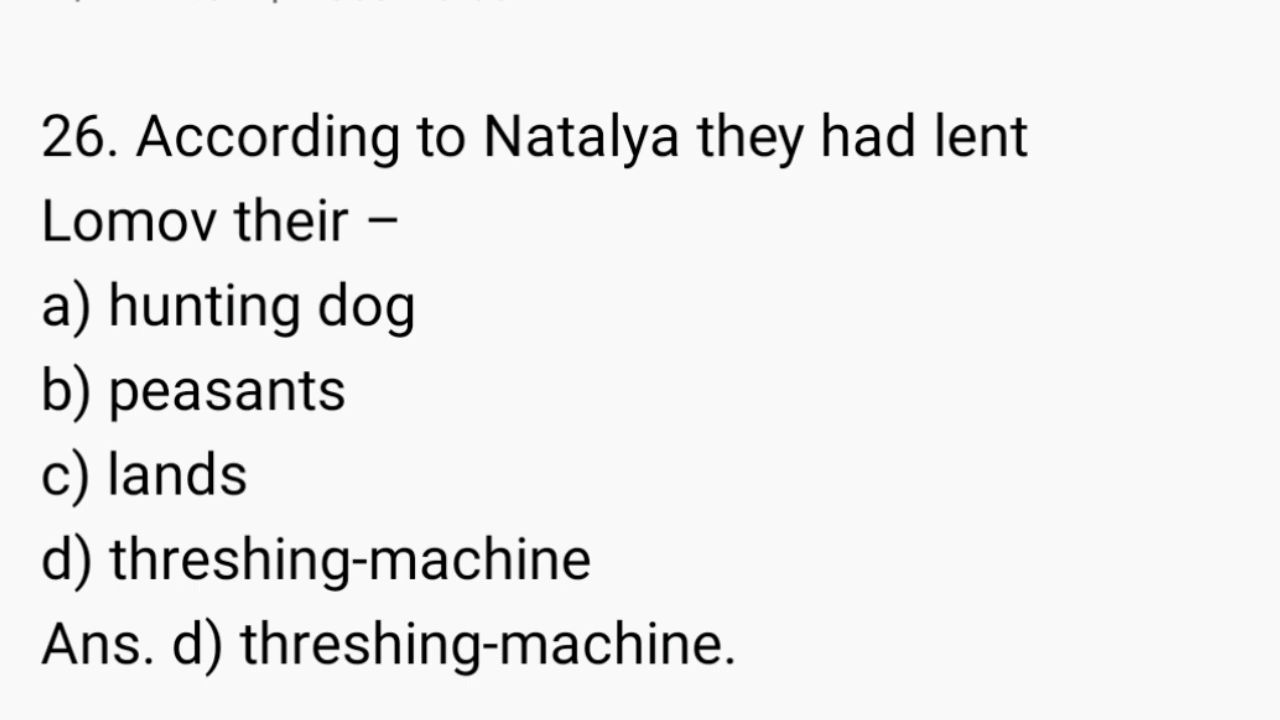 26. According to Natalya they had lent
Lomov their –
a) hunting dog
b) peasants
c) lands
d) threshing-machine
Ans. d) threshing-machine.